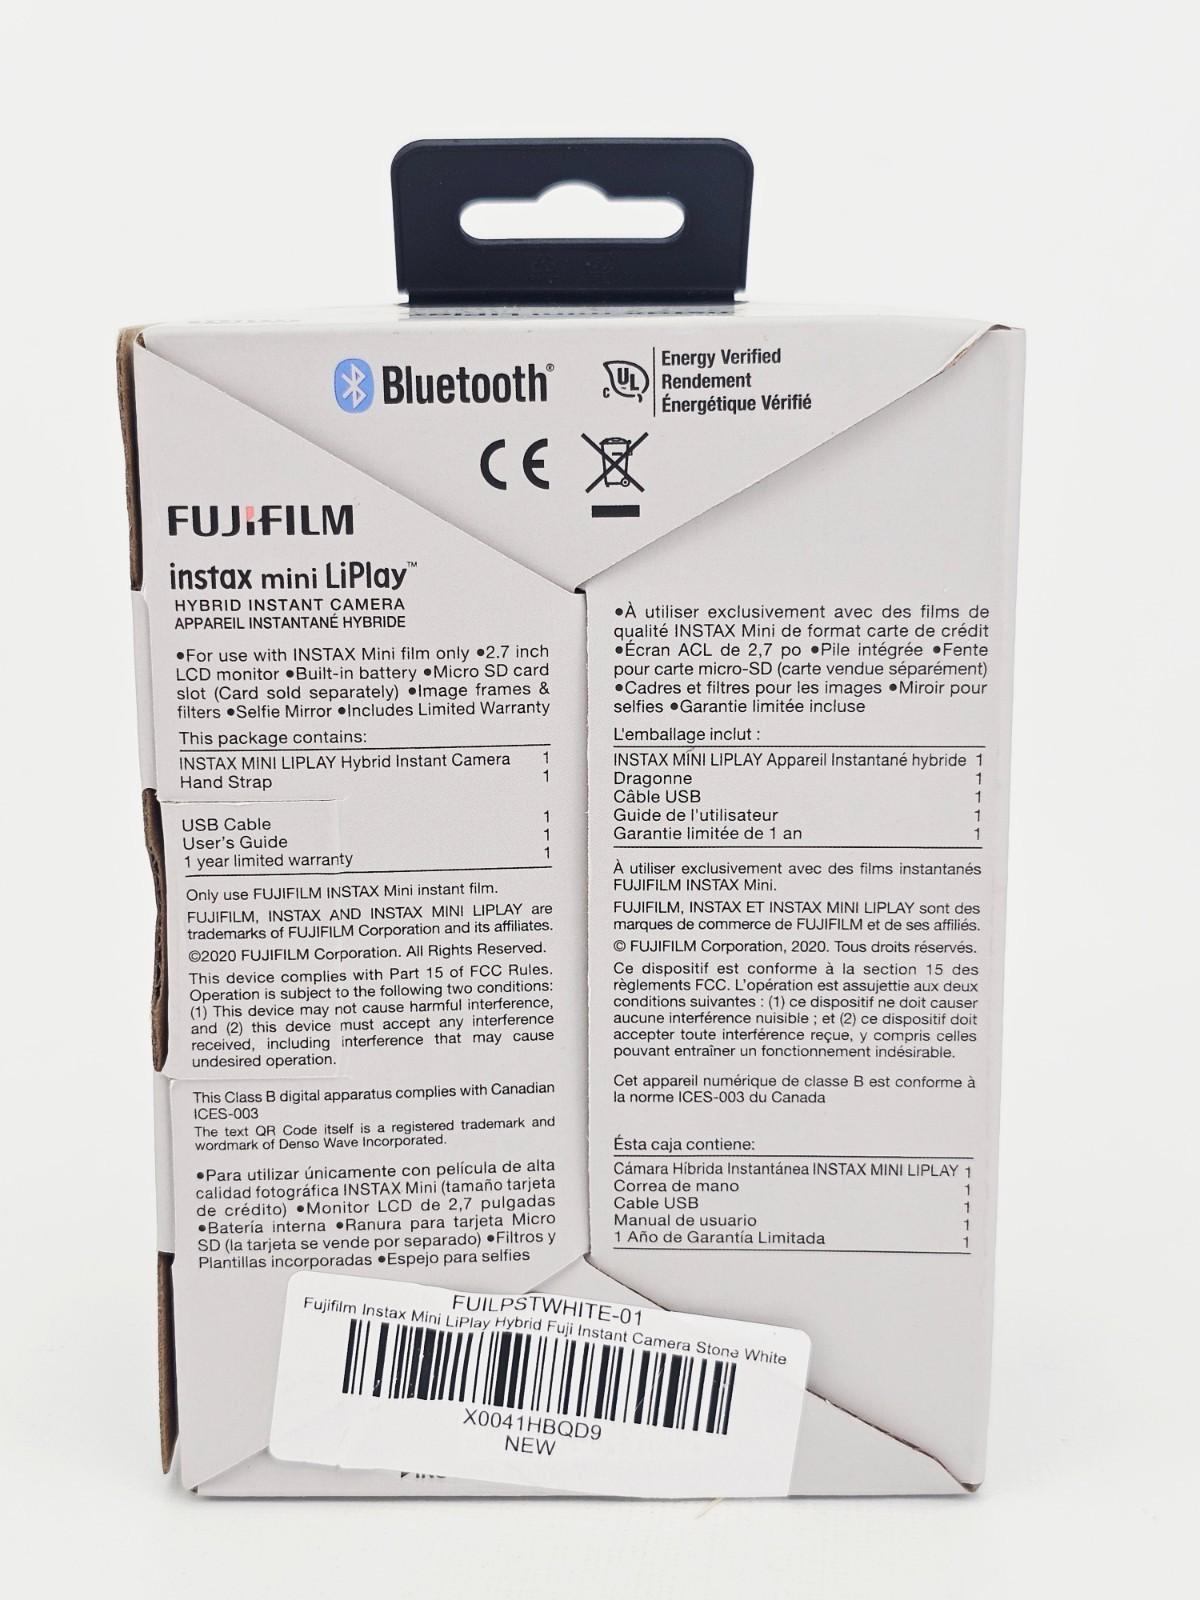 Bluetooth®
c UL
Energy Verified
Rendement
Énergétique Vérifié
CE
FUJIFILM
instax mini LiPlay™
HYBRID INSTANT CAMERA
APPAREIL INSTANTANÉ HYBRIDE
●For use with INSTAX Mini film only ●2.7 inch
LCD monitor ●Built-in battery ●Micro SD card
slot (Card sold separately) ●Image frames &
filters ●Selfie Mirror ●Includes Limited Warranty
This package contains:
INSTAX MINI LIPLAY Hybrid Instant Camera 1
Hand Strap 1
USB Cable 1
User's Guide 1
1 year limited warranty 1
Only use FUJIFILM INSTAX Mini instant film.
FUJIFILM, INSTAX AND INSTAX MINI LIPLAY are
trademarks of FUJIFILM Corporation and its affiliates.
©2020 FUJIFILM Corporation. All Rights Reserved.
This device complies with Part 15 of FCC Rules.
Operation is subject to the following two conditions:
(1) This device may not cause harmful interference,
and (2) this device must accept any interference
received, including interference that may cause
undesired operation.
This Class B digital apparatus complies with Canadian
ICES-003
The text QR Code itself is a registered trademark and
wordmark of Denso Wave Incorporated.
●Para utilizar únicamente con película de alta
calidad fotográfica INSTAX Mini (tamaño tarjeta
de crédito) ●Monitor LCD de 2,7 pulgadas
●Batería interna ●Ranura para tarjeta Micro
SD (la tarjeta se vende por separado) ●Filtros y
Plantillas incorporadas ●Espejo para selfies
●À utiliser exclusivement avec des films de
qualité INSTAX Mini de format carte de crédit
●Écran ACL de 2,7 po ●Pile intégrée ●Fente
pour carte micro-SD (carte vendue séparément)
●Cadres et filtres pour les images ●Miroir pour
selfies ●Garantie limitée incluse
L'emballage inclut :
INSTAX MINI LIPLAY Appareil Instantané hybride 1
Dragonne 1
Câble USB 1
Guide de l'utilisateur 1
Garantie limitée de 1 an 1
À utiliser exclusivement avec des films instantanés
FUJIFILM INSTAX Mini.
FUJIFILM, INSTAX ET INSTAX MINI LIPLAY sont des
marques de commerce de FUJIFILM et de ses affiliés.
© FUJIFILM Corporation, 2020. Tous droits réservés.
Ce dispositif est conforme à la section 15 des
règlements FCC. L'opération est assujettie aux deux
conditions suivantes : (1) ce dispositif ne doit causer
aucune interférence nuisible ; et (2) ce dispositif doit
accepter toute interférence reçue, y compris celles
pouvant entraîner un fonctionnement indésirable.
Cet appareil numérique de classe B est conforme à
la norme ICES-003 du Canada
Ésta caja contiene:
Cámara Híbrida Instantánea INSTAX MINI LIPLAY 1
Correa de mano 1
Cable USB 1
Manual de usuario 1
1 Año de Garantía Limitada 1
FUILPSTWHITE-01
Fujifilm Instax Mini LiPlay Hybrid Fuji Instant Camera Stone White
X0041HBQD9
NEW